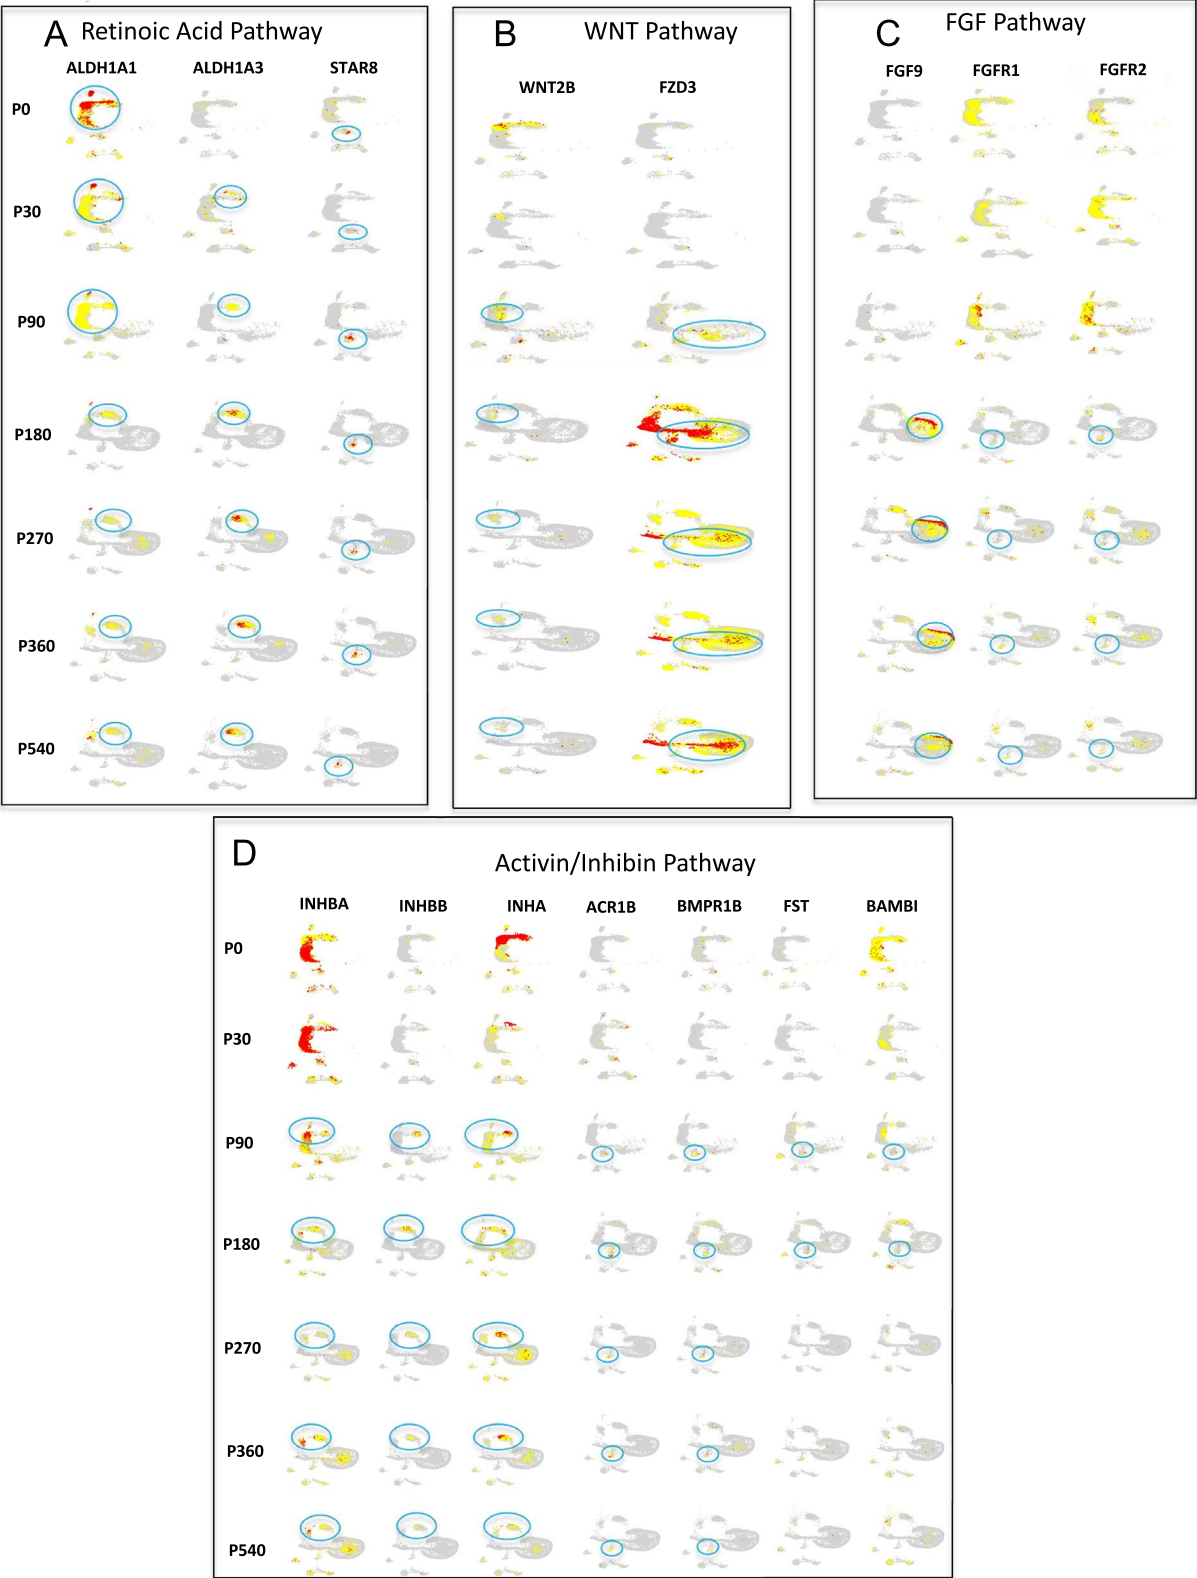 A Retinoic Acid Pathway
ALDH1A1 ALDH1A3 STAR8
P0
P30
P90
P180
P270
P360
P540
B WNT Pathway
WNT2B FZD3
C FGF Pathway
FGF9 FGFR1 FGFR2
D
Activin/Inhibin Pathway
INHBA INHBB INHA ACR1B BMPR1B FST BAMBI
P0
P30
P90
P180
P270
P360
P540